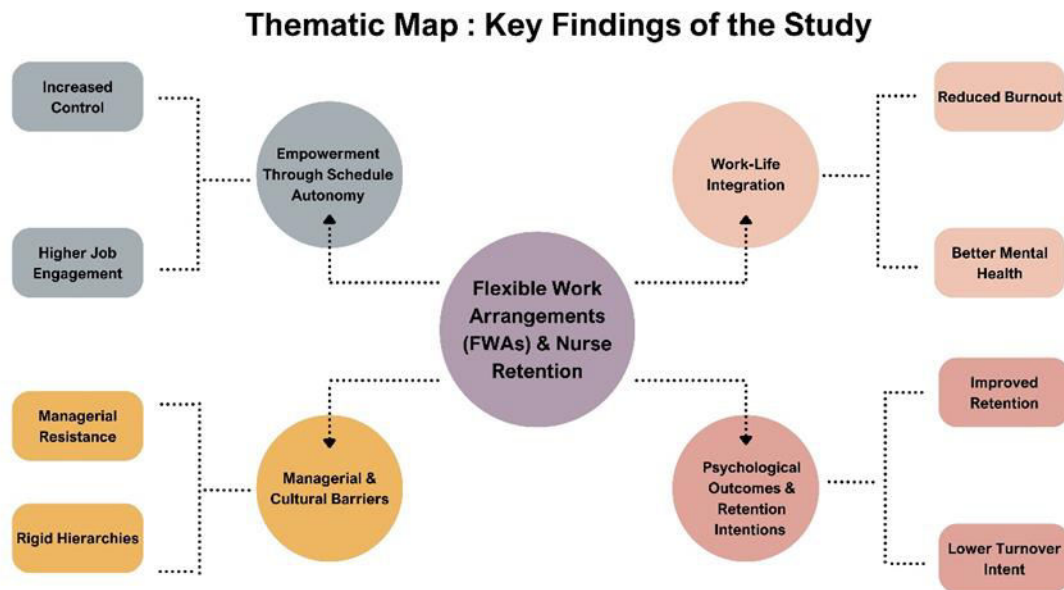 Thematic Map : Key Findings of the Study
Increased
Control
Empowerment
Through Schedule
Autonomy
Higher Job
Engagement
Work-Life
Integration
Reduced Burnout
Better Mental
Health
Flexible Work
Arrangements
(FWAs) & Nurse
Retention
Managerial
Resistance
Managerial &
Cultural Barriers
Rigid Hierarchies
Psychological
Outcomes &
Retention
Intentions
Improved
Retention
Lower Turnover
Intent